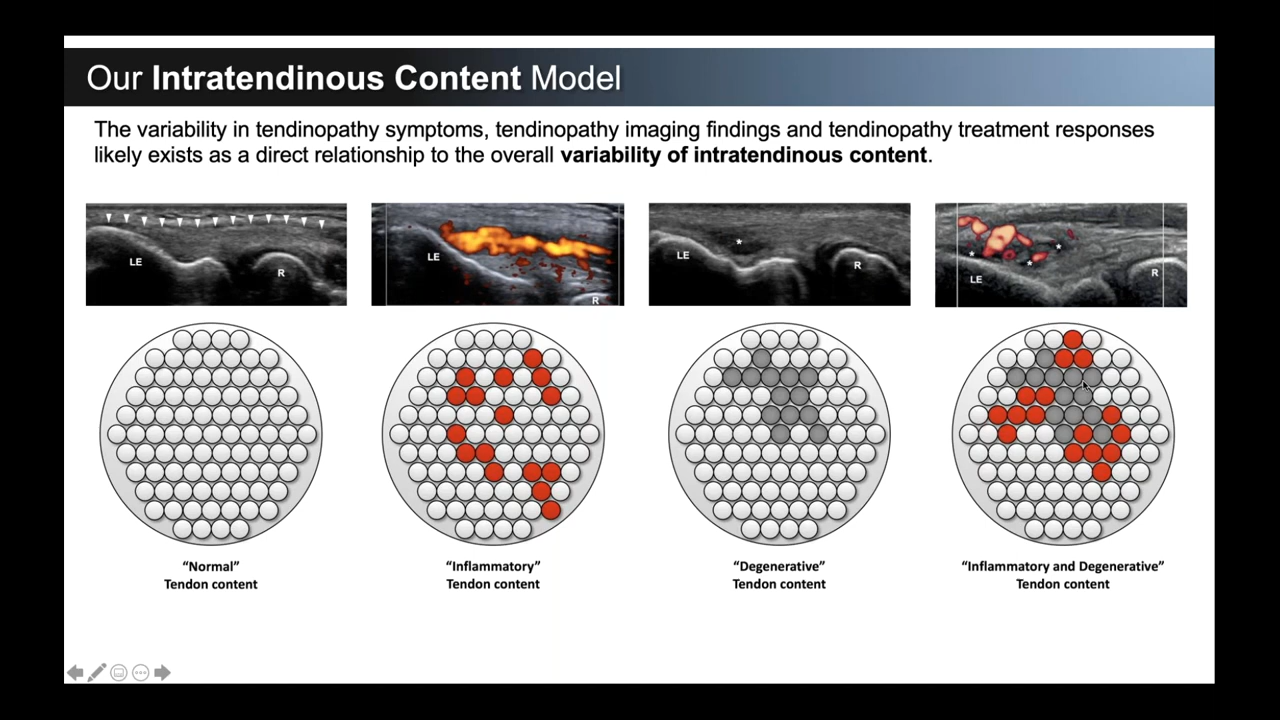 Our Intratendinous Content Model
The variability in tendinopathy symptoms, tendinopathy imaging findings and tendinopathy treatment responses
likely exists as a direct relationship to the overall variability of intratendinous content.
LE
R
LE
R
* 
LE
R
*
*
LE
R
“Normal”
Tendon content
“Inflammatory”
Tendon content
“Degenerative”
Tendon content
“Inflammatory and Degenerative”
Tendon content